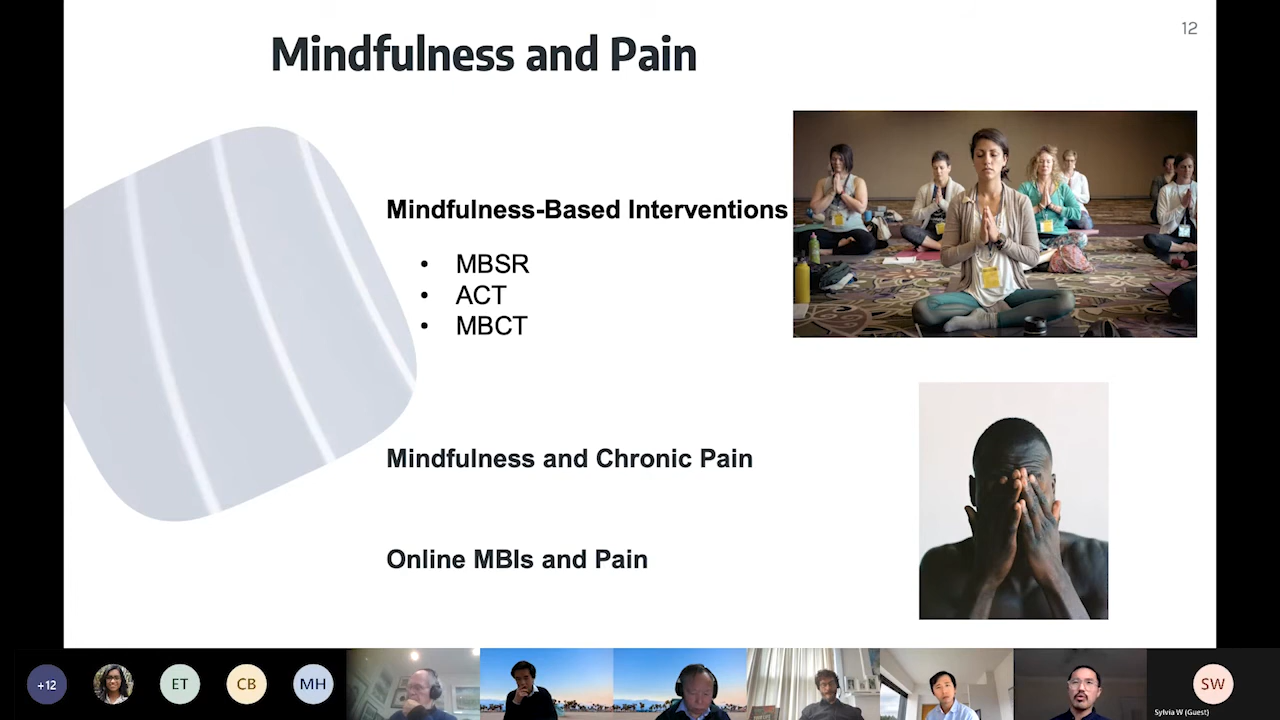 12
Mindfulness and Pain
Mindfulness-Based Interventions
• MBSR
• ACT
• MBCT
Mindfulness and Chronic Pain
Online MBIs and Pain
+12
ET
CB
MH
SW
Sylvia W (Guest)